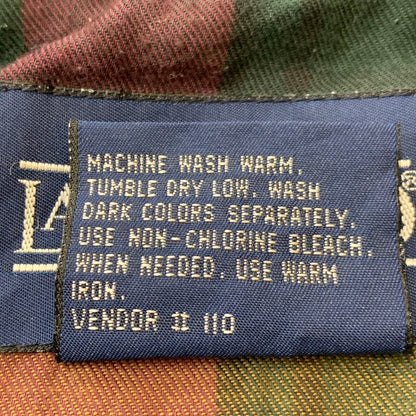 MACHINE WASH WARM.
TUMBLE DRY LOW. WASH
DARK COLORS SEPARATELY.
USE NON-CHLORINE BLEACH.
WHEN NEEDED. USE WARM
IRON.
VENDOR # 110